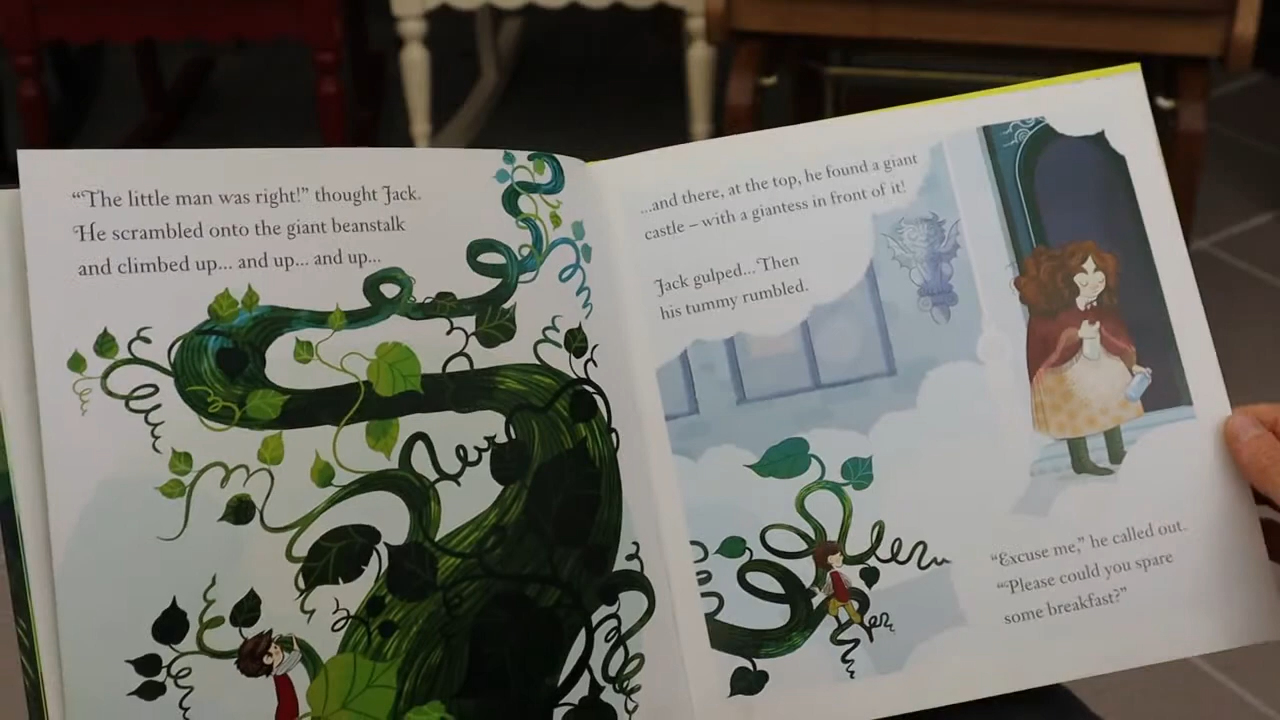 “The little man was right!” thought Jack.
He scrambled onto the giant beanstalk
and climbed up... and up... and up...
...and there, at the top, he found a giant
castle – with a giantess in front of it!
Jack gulped... Then
his tummy rumbled.
“Excuse me,” he called out.
“Please could you spare
some breakfast?”